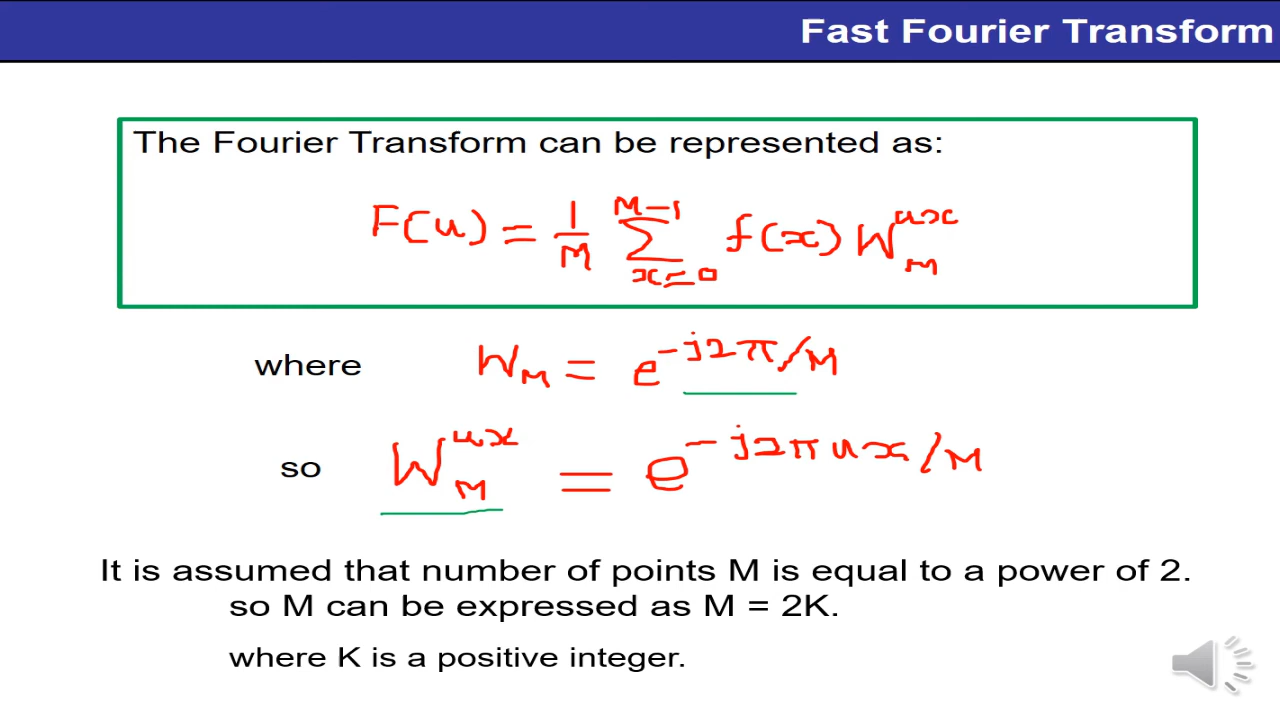 Fast Fourier Transform
The Fourier Transform can be represented as:
F(u) = 1/M ∑_{x=0}^{M-1} f(x) W_M^{ux}
where W_M = e^{-j2π/M}
so W_M^{ux} = e^{-j2πux/M}
It is assumed that number of points M is equal to a power of 2.
so M can be expressed as M = 2K.
where K is a positive integer.